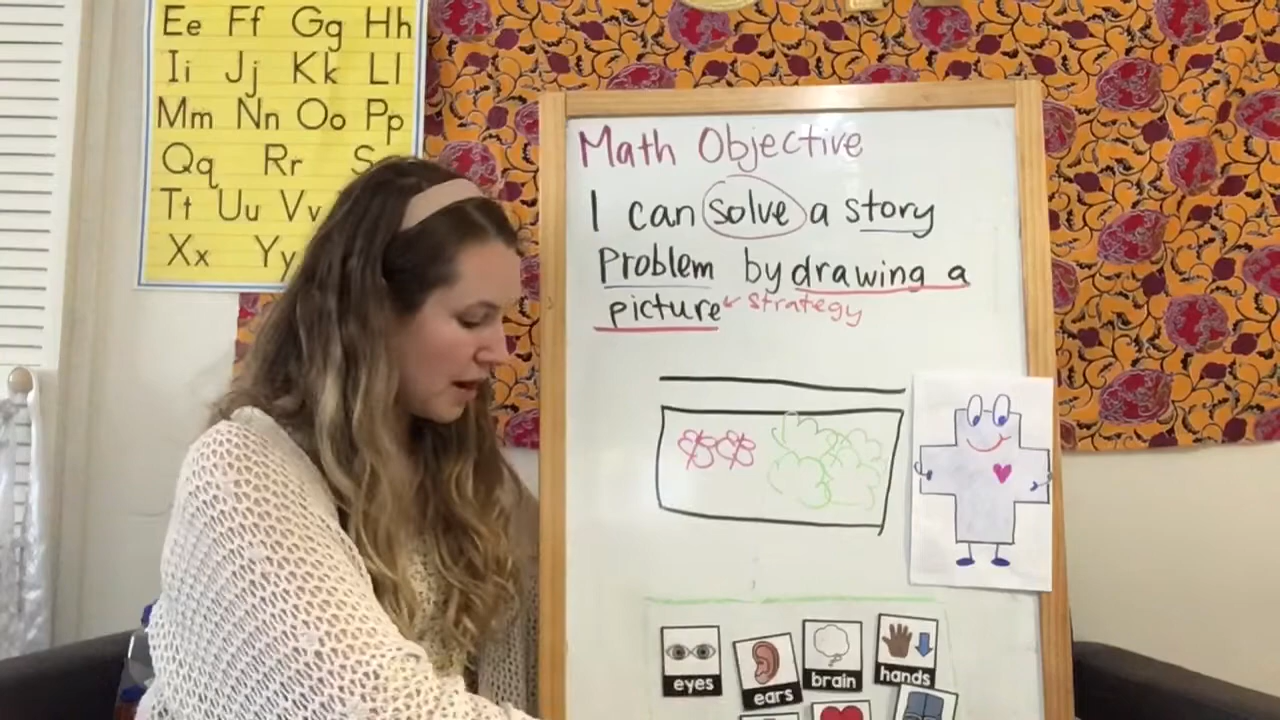 Ee Ff Gg Hh
Ii Jj Kk Ll
Mm Nn Oo Pp
Qq Rr S
Tt Uu Vv
Xx Yy
Math Objective
I can solve a story
Problem by drawing a
picture ← strategy
eyes
ears
brain
hands